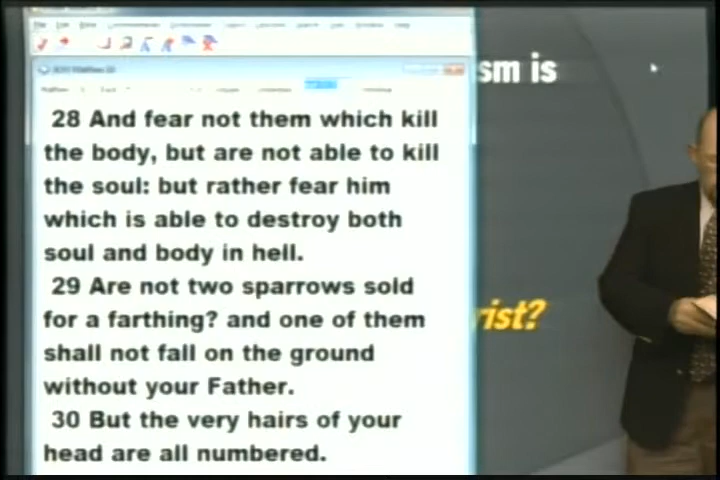 sm is
28 And fear not them which kill
the body, but are not able to kill
the soul: but rather fear him
which is able to destroy both
soul and body in hell.
29 Are not two sparrows sold
for a farthing? and one of them
shall not fall on the ground
without your Father.
30 But the very hairs of your
head are all numbered.
rist?